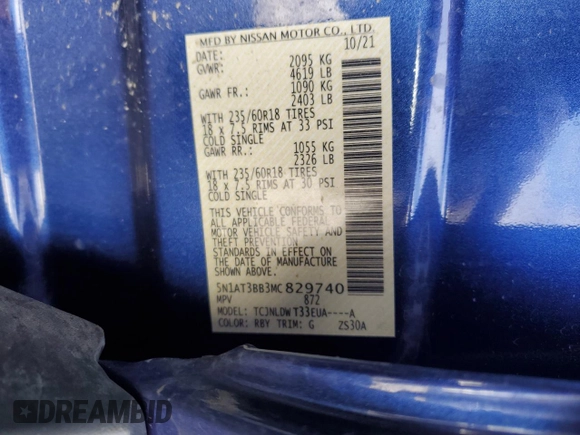 MFD BY NISSAN MOTOR CO., LTD.
DATE: 10/21
GVWR: 2095 KG
4619 LB
GAWR FR.: 1090 KG
2403 LB
WITH 235/60R18 TIRES
18 x 7.5 RIMS AT 33 PSI
COLD SINGLE
GAWR RR.: 1055 KG
2326 LB
WITH 235/60R18 TIRES
18 x 7.5 RIMS AT 30 PSI
COLD SINGLE
THIS VEHICLE CONFORMS TO
ALL APPLICABLE FEDERAL
MOTOR VEHICLE SAFETY AND
THEFT PREVENTION
STANDARDS IN EFFECT ON
THE DATE OF MANUFACTURE
SHOWN ABOVE.
5N1AT3BB3MC829740
MPV 872
MODEL: TCJNLDWT33EUA----A
COLOR: RBY TRIM: G ZS30A
DREAMBID